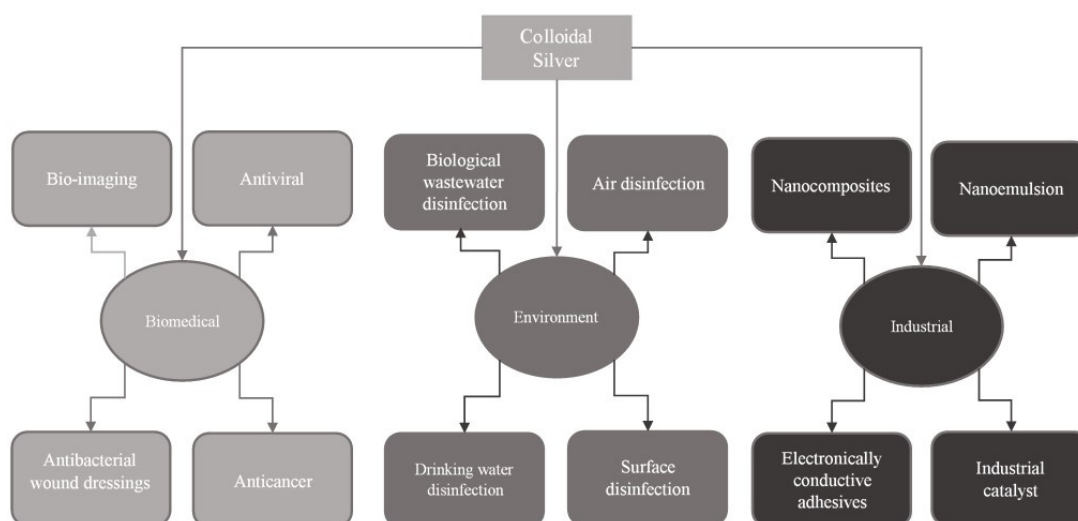 Colloidal
Silver
Bio-imaging
Antiviral
Biological
wastewater
disinfection
Air disinfection
Nanocomposites
Nanoemulsion
Biomedical
Environment
Industrial
Antibacterial
wound dressings
Anticancer
Drinking water
disinfection
Surface
disinfection
Electronically
conductive
adhesives
Industrial
catalyst